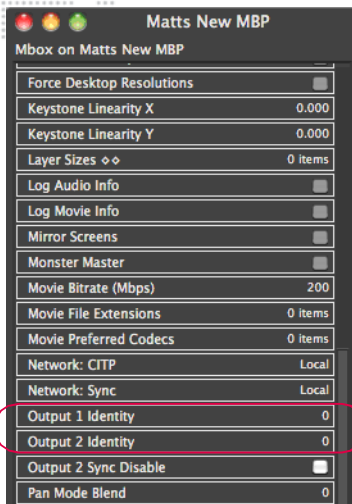 Matts New MBP
Mbox on Matts New MBP
Force Desktop Resolutions
Keystone Linearity X 0.000
Keystone Linearity Y 0.000
Layer Sizes ◇◇ 0 items
Log Audio Info
Log Movie Info
Mirror Screens
Monster Master
Movie Bitrate (Mbps) 200
Movie File Extensions 0 items
Movie Preferred Codecs 0 items
Network: CITP Local
Network: Sync Local
Output 1 Identity 0
Output 2 Identity 0
Output 2 Sync Disable
Pan Mode Blend 0